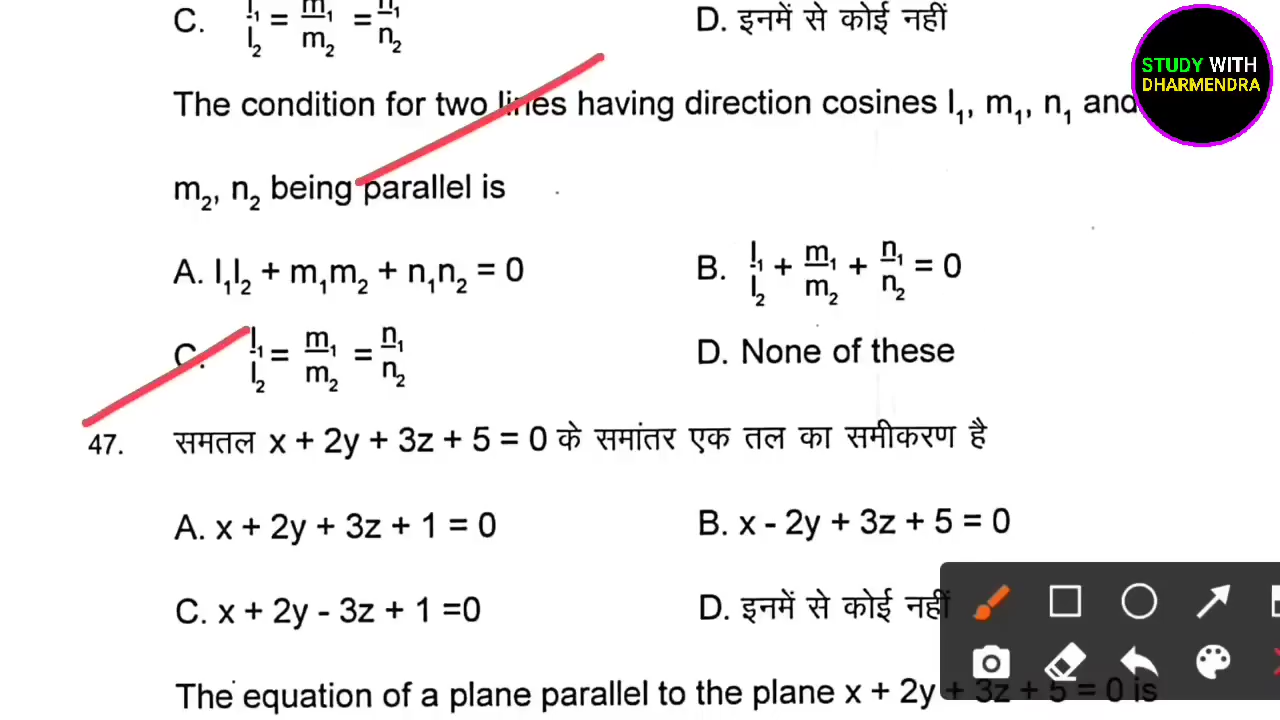 C. l₁/l₂ = m₁/m₂ = n₁/n₂ D. इनमें से कोई नहीं
STUDY WITH
DHARMENDRA
The condition for two lines having direction cosines l₁, m₁, n₁ and
m₂, n₂ being parallel is
A. l₁l₂ + m₁m₂ + n₁n₂ = 0 B. l₁/l₂ + m₁/m₂ + n₁/n₂ = 0
C. l₁/l₂ = m₁/m₂ = n₁/n₂ D. None of these
47. समतल x + 2y + 3z + 5 = 0 के समांतर एक तल का समीकरण है
A. x + 2y + 3z + 1 = 0 B. x - 2y + 3z + 5 = 0
C. x + 2y - 3z + 1 =0 D. इनमें से कोई नहीं
The equation of a plane parallel to the plane x + 2y + 3z + 5 = 0 is